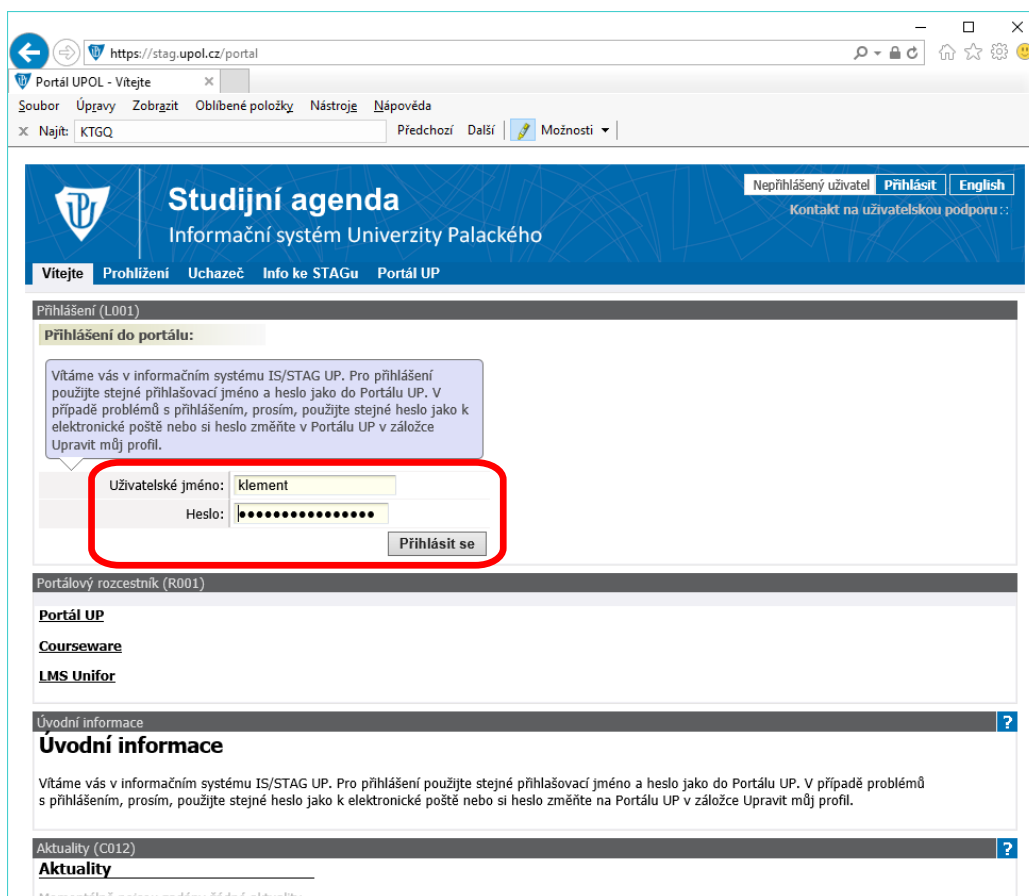 https://stag.upol.cz/portal
Portál UPOL - Vítejte
Soubor Úpravy Zobrazit Oblíbené položky Nástroje Nápověda
Najít: KTGQ Předchozí Další Možnosti
Nepřihlášený uživatel Přihlásit English
Studijní agenda
Kontakt na uživatelskou podporu
Informační systém Univerzity Palackého
Vítejte Prohlížení Uchazeč Info ke STAGu Portál UP
Přihlášení (L001)
Přihlášení do portálu:
Vítáme vás v informačním systému IS/STAG UP. Pro přihlášení
použijte stejné přihlašovací jméno a heslo jako do Portálu UP. V
případě problémů s přihlášením, prosím, použijte stejné heslo jako k
elektronické poště nebo si heslo změňte v Portálu UP v záložce
Upravit můj profil.
Uživatelské jméno: klement
Heslo: ●●●●●●●●●●●●●●●●
Přihlásit se
Portálový rozcestník (R001)
Portál UP
Courseware
LMS Unifor
Úvodní informace ?
Úvodní informace
Vítáme vás v informačním systému IS/STAG UP. Pro přihlášení použijte stejné přihlašovací jméno a heslo jako do Portálu UP. V případě problémů
s přihlášením, prosím, použijte stejné heslo jako k elektronické poště nebo si heslo změňte na Portálu UP v záložce Upravit můj profil.
Aktuality (C012) ?
Aktuality